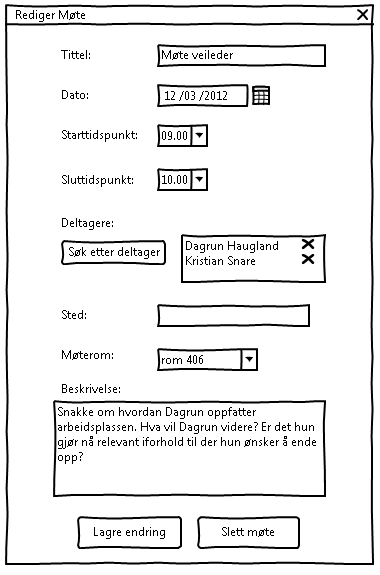 Rediger Møte
Tittel: Møte veileder
Dato: 12 /03 /2012
Starttidspunkt: 09.00
Sluttidspunkt: 10.00
Deltagere:
Søk etter deltager
Dagrun Haugland
Kristian Snare
Sted:
Møterom: rom 406
Beskrivelse:
Snakke om hvordan Dagrun oppfatter
arbeidsplassen. Hva vil Dagrun videre? Er det hun
gjør nå relevant iforhold til der hun ønsker å ende
opp?
Lagre endring Slett møte